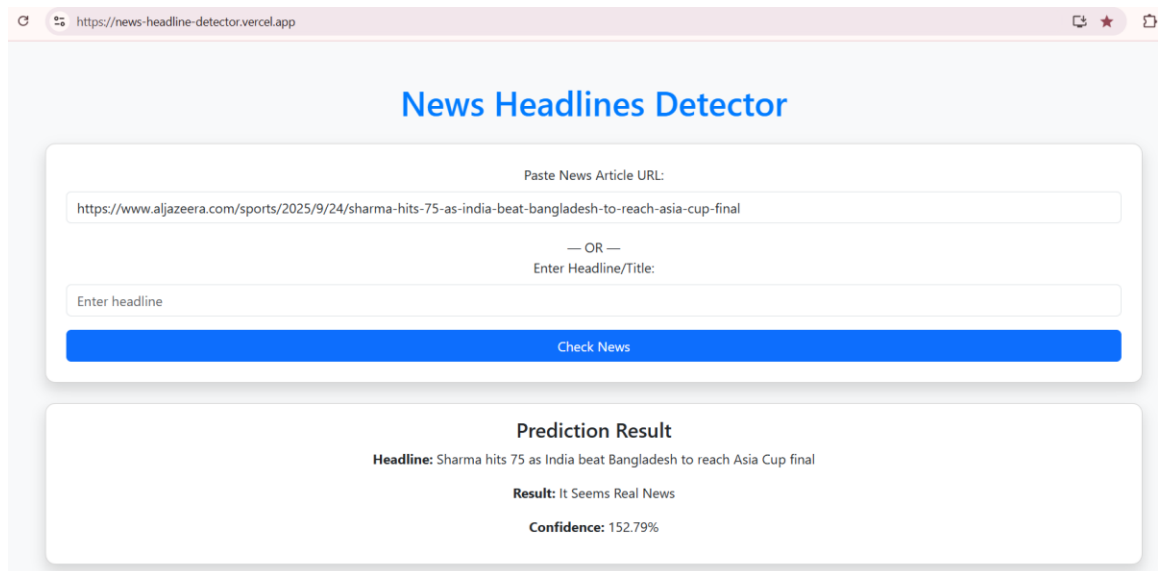 https://news-headline-detector.vercel.app
News Headlines Detector
Paste News Article URL:
https://www.aljazeera.com/sports/2025/9/24/sharma-hits-75-as-india-beat-bangladesh-to-reach-asia-cup-final
— OR —
Enter Headline/Title:
Enter headline
Check News
Prediction Result
Headline: Sharma hits 75 as India beat Bangladesh to reach Asia Cup final
Result: It Seems Real News
Confidence: 152.79%